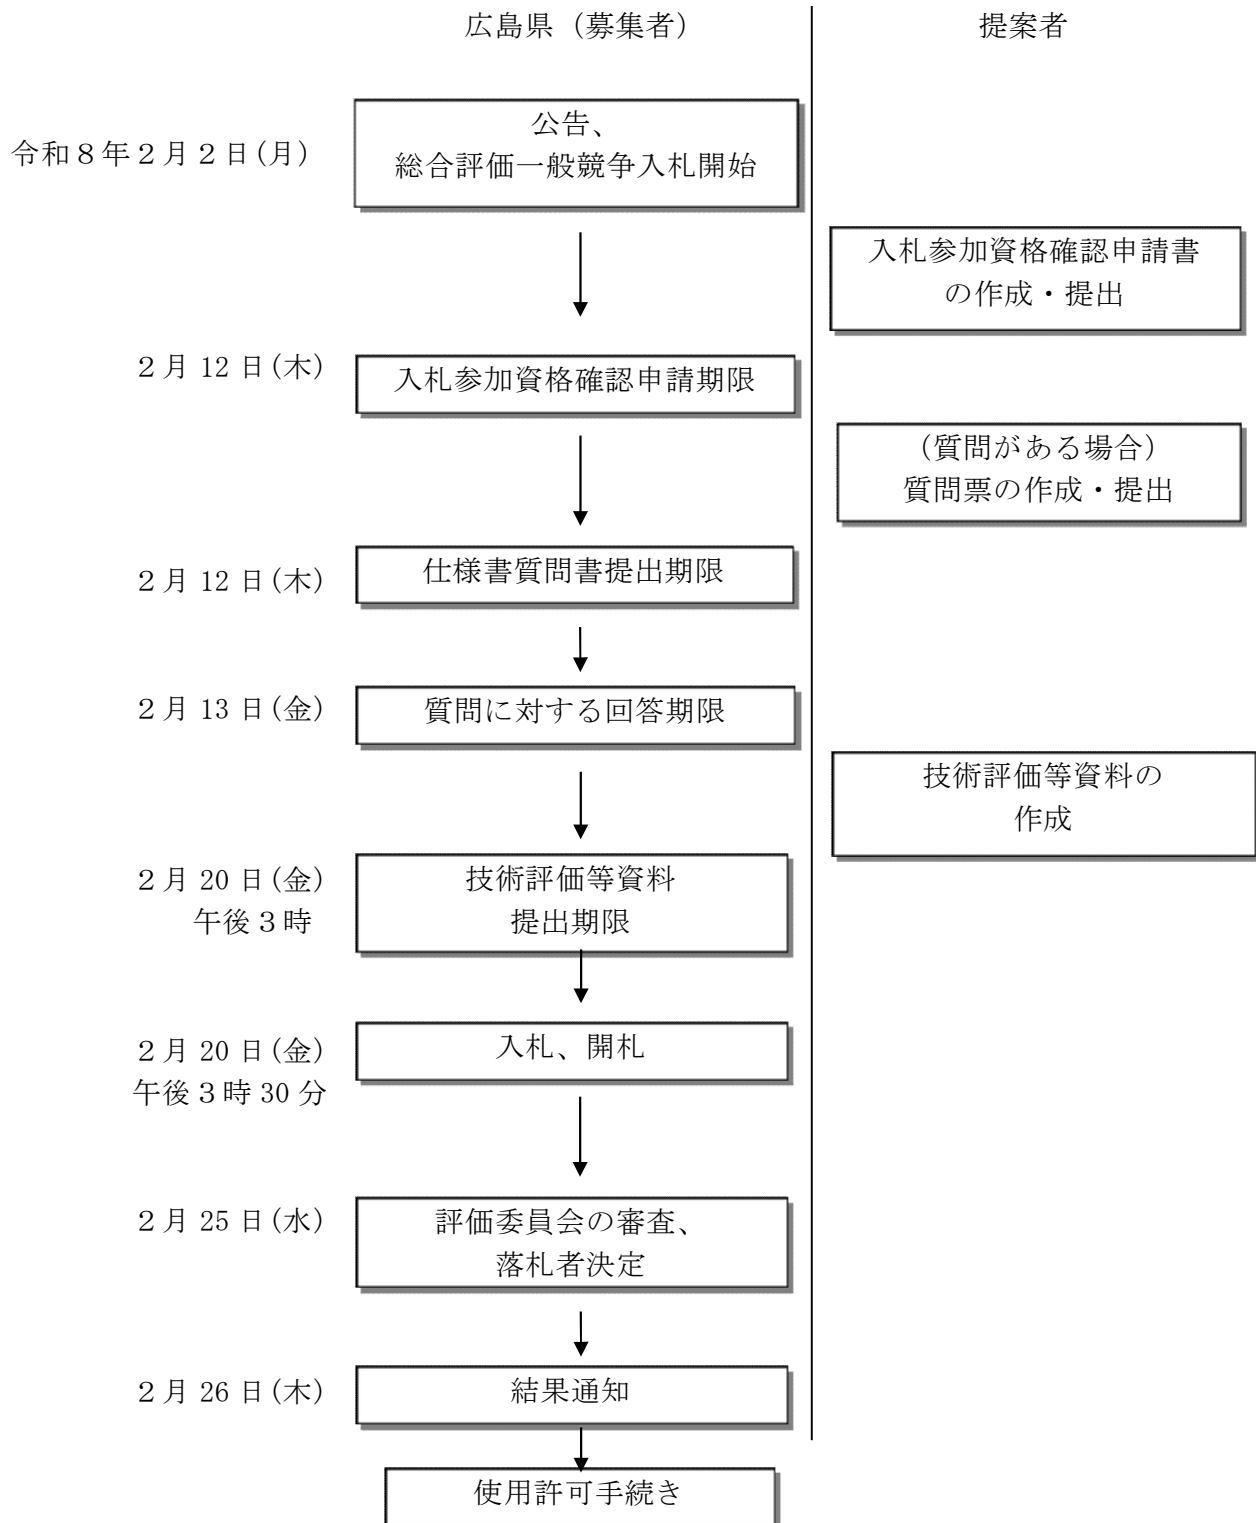 広島県（募集者）
提案者
令和８年２月２日(月)
公告、
総合評価一般競争入札開始
入札参加資格確認申請書
の作成・提出
２月 12 日(木)
入札参加資格確認申請期限
（質問がある場合）
質問票の作成・提出
２月 12 日(木)
仕様書質問書提出期限
２月 13 日(金)
質問に対する回答期限
技術評価等資料の
作成
２月 20 日(金)
午後３時
技術評価等資料
提出期限
２月 20 日(金)
午後３時 30 分
入札、開札
２月 25 日(水)
評価委員会の審査、
落札者決定
２月 26 日(木)
結果通知
使用許可手続き